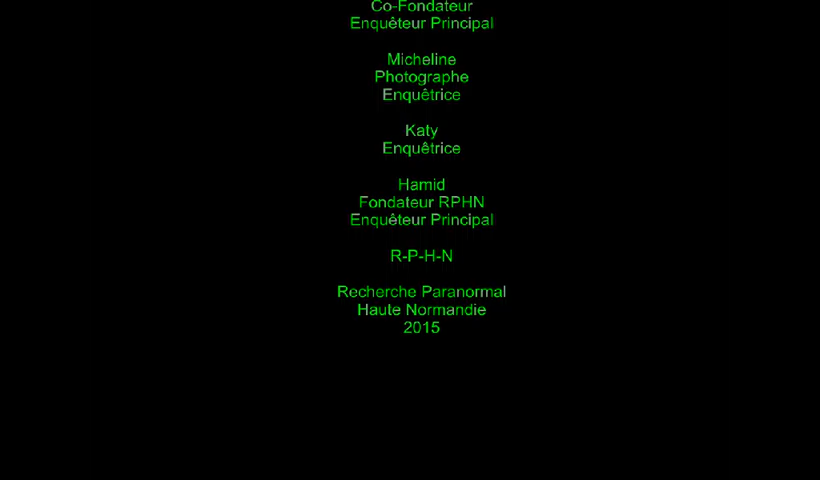 Co-Fondateur
Enquêteur Principal
Micheline
Photographe
Enquêtrice
Katy
Enquêtrice
Hamid
Fondateur RPHN
Enquêteur Principal
R-P-H-N
Recherche Paranormal
Haute Normandie
2015